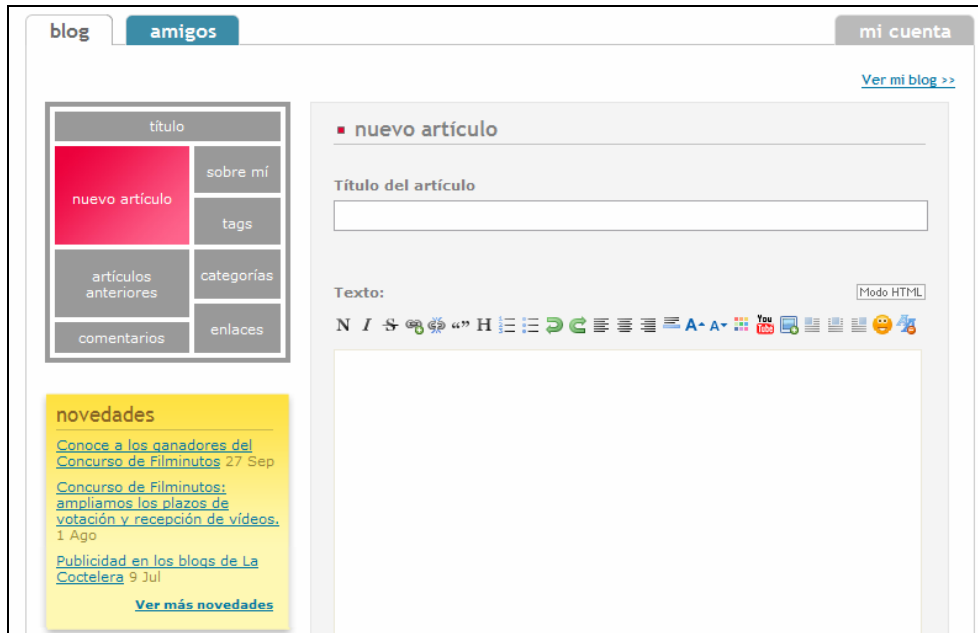 blog
amigos
mi cuenta
Ver mi blog >>
título
nuevo artículo
sobre mí
tags
artículos
anteriores
categorías
comentarios
enlaces
novedades
Conoce a los ganadores del
Concurso de Filminutos 27 Sep
Concurso de Filminutos:
ampliamos los plazos de
votación y recepción de vídeos.
1 Ago
Publicidad en los blogs de La
Coctelera 9 Jul
Ver más novedades
nuevo artículo
Título del artículo
Texto:
Modo HTML
N I S “” H A A You Tube